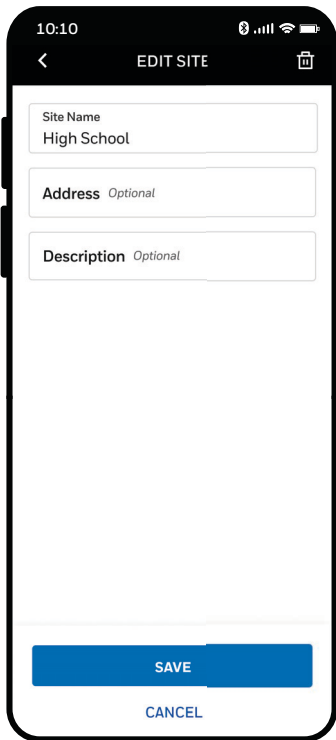 10:10
EDIT SITE
Site Name
High School
Address Optional
Description Optional
SAVE
CANCEL